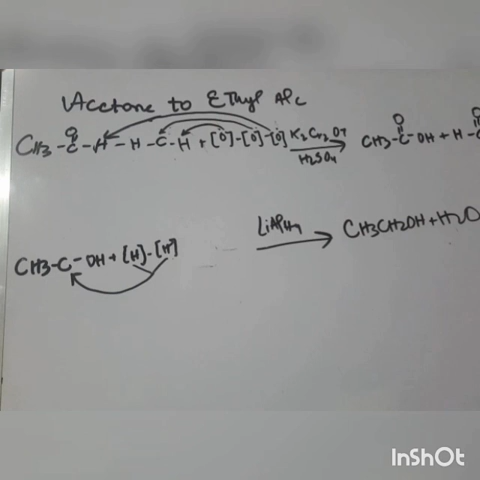 Acetone to Ethyl Alc
O O O
CH3-C-H-H-C-H+[O]-[O]-[O] K2Cr2O7 CH3-C-OH+H-C
H2SO4
LiAlH4 CH3CH2OH+H2O
CH3-C-OH+[H]-[H]
InShOt